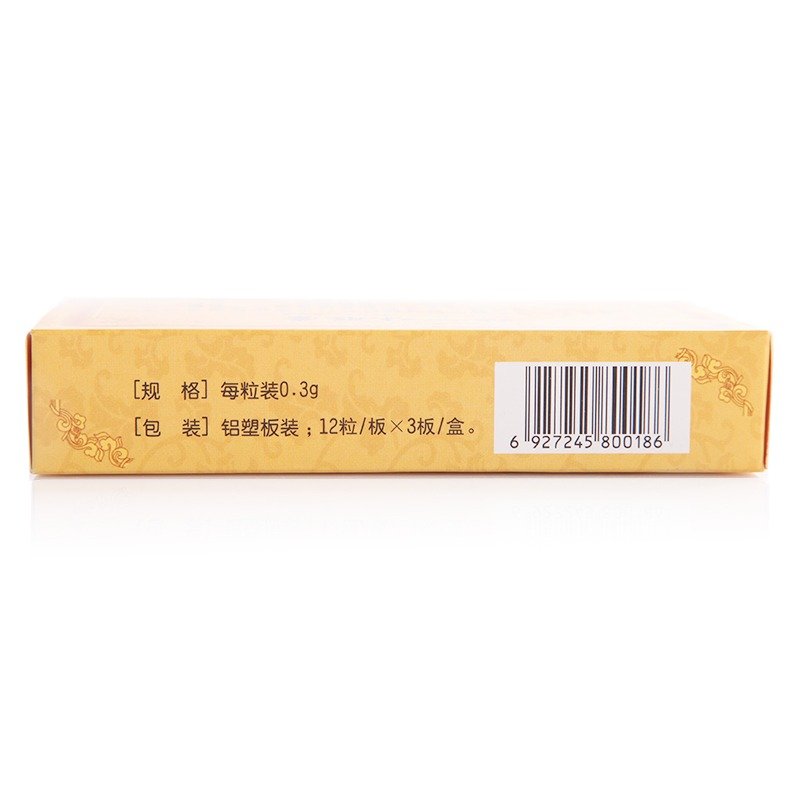 [规 格] 每粒装0.3g
[包 装] 铝塑板装；12粒/板×3板/盒。
6 927245 800186